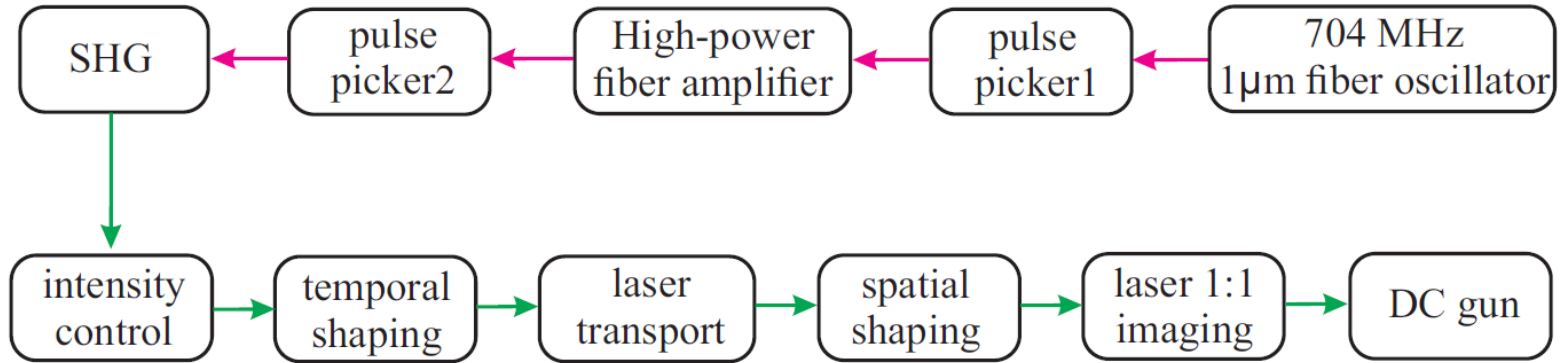 SHG
pulse
picker2
High-power
fiber amplifier
pulse
picker1
704 MHz
1μm fiber oscillator
intensity
control
temporal
shaping
laser
transport
spatial
shaping
laser 1:1
imaging
DC gun